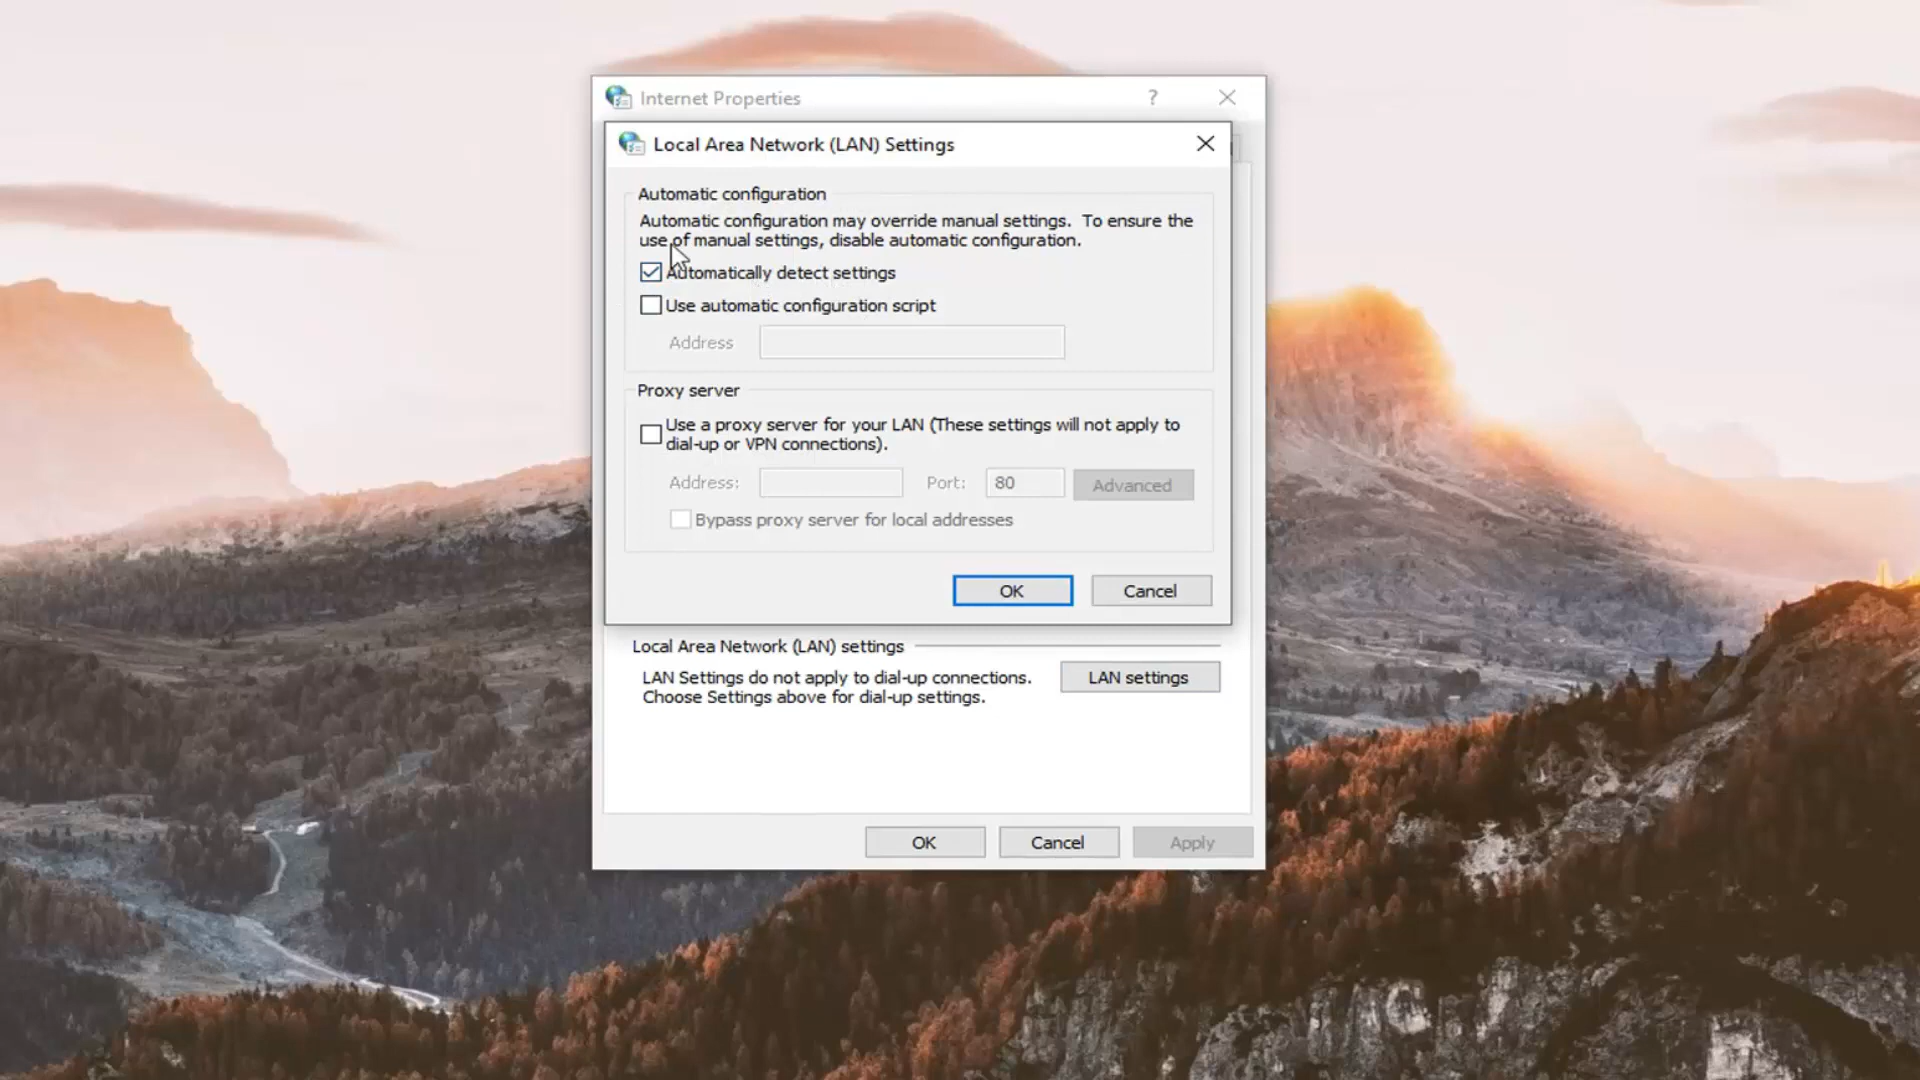 Internet Properties
?
Local Area Network (LAN) Settings
Automatic configuration
Automatic configuration may override manual settings.  To ensure the
use of manual settings, disable automatic configuration.
Automatically detect settings
Use automatic configuration script
Address
Proxy server
Use a proxy server for your LAN (These settings will not apply to
dial-up or VPN connections).
Address:
Port:
80
Advanced
Bypass proxy server for local addresses
OK
Cancel
Local Area Network (LAN) settings
LAN Settings do not apply to dial-up connections.
Choose Settings above for dial-up settings.
LAN settings
OK
Cancel
Apply